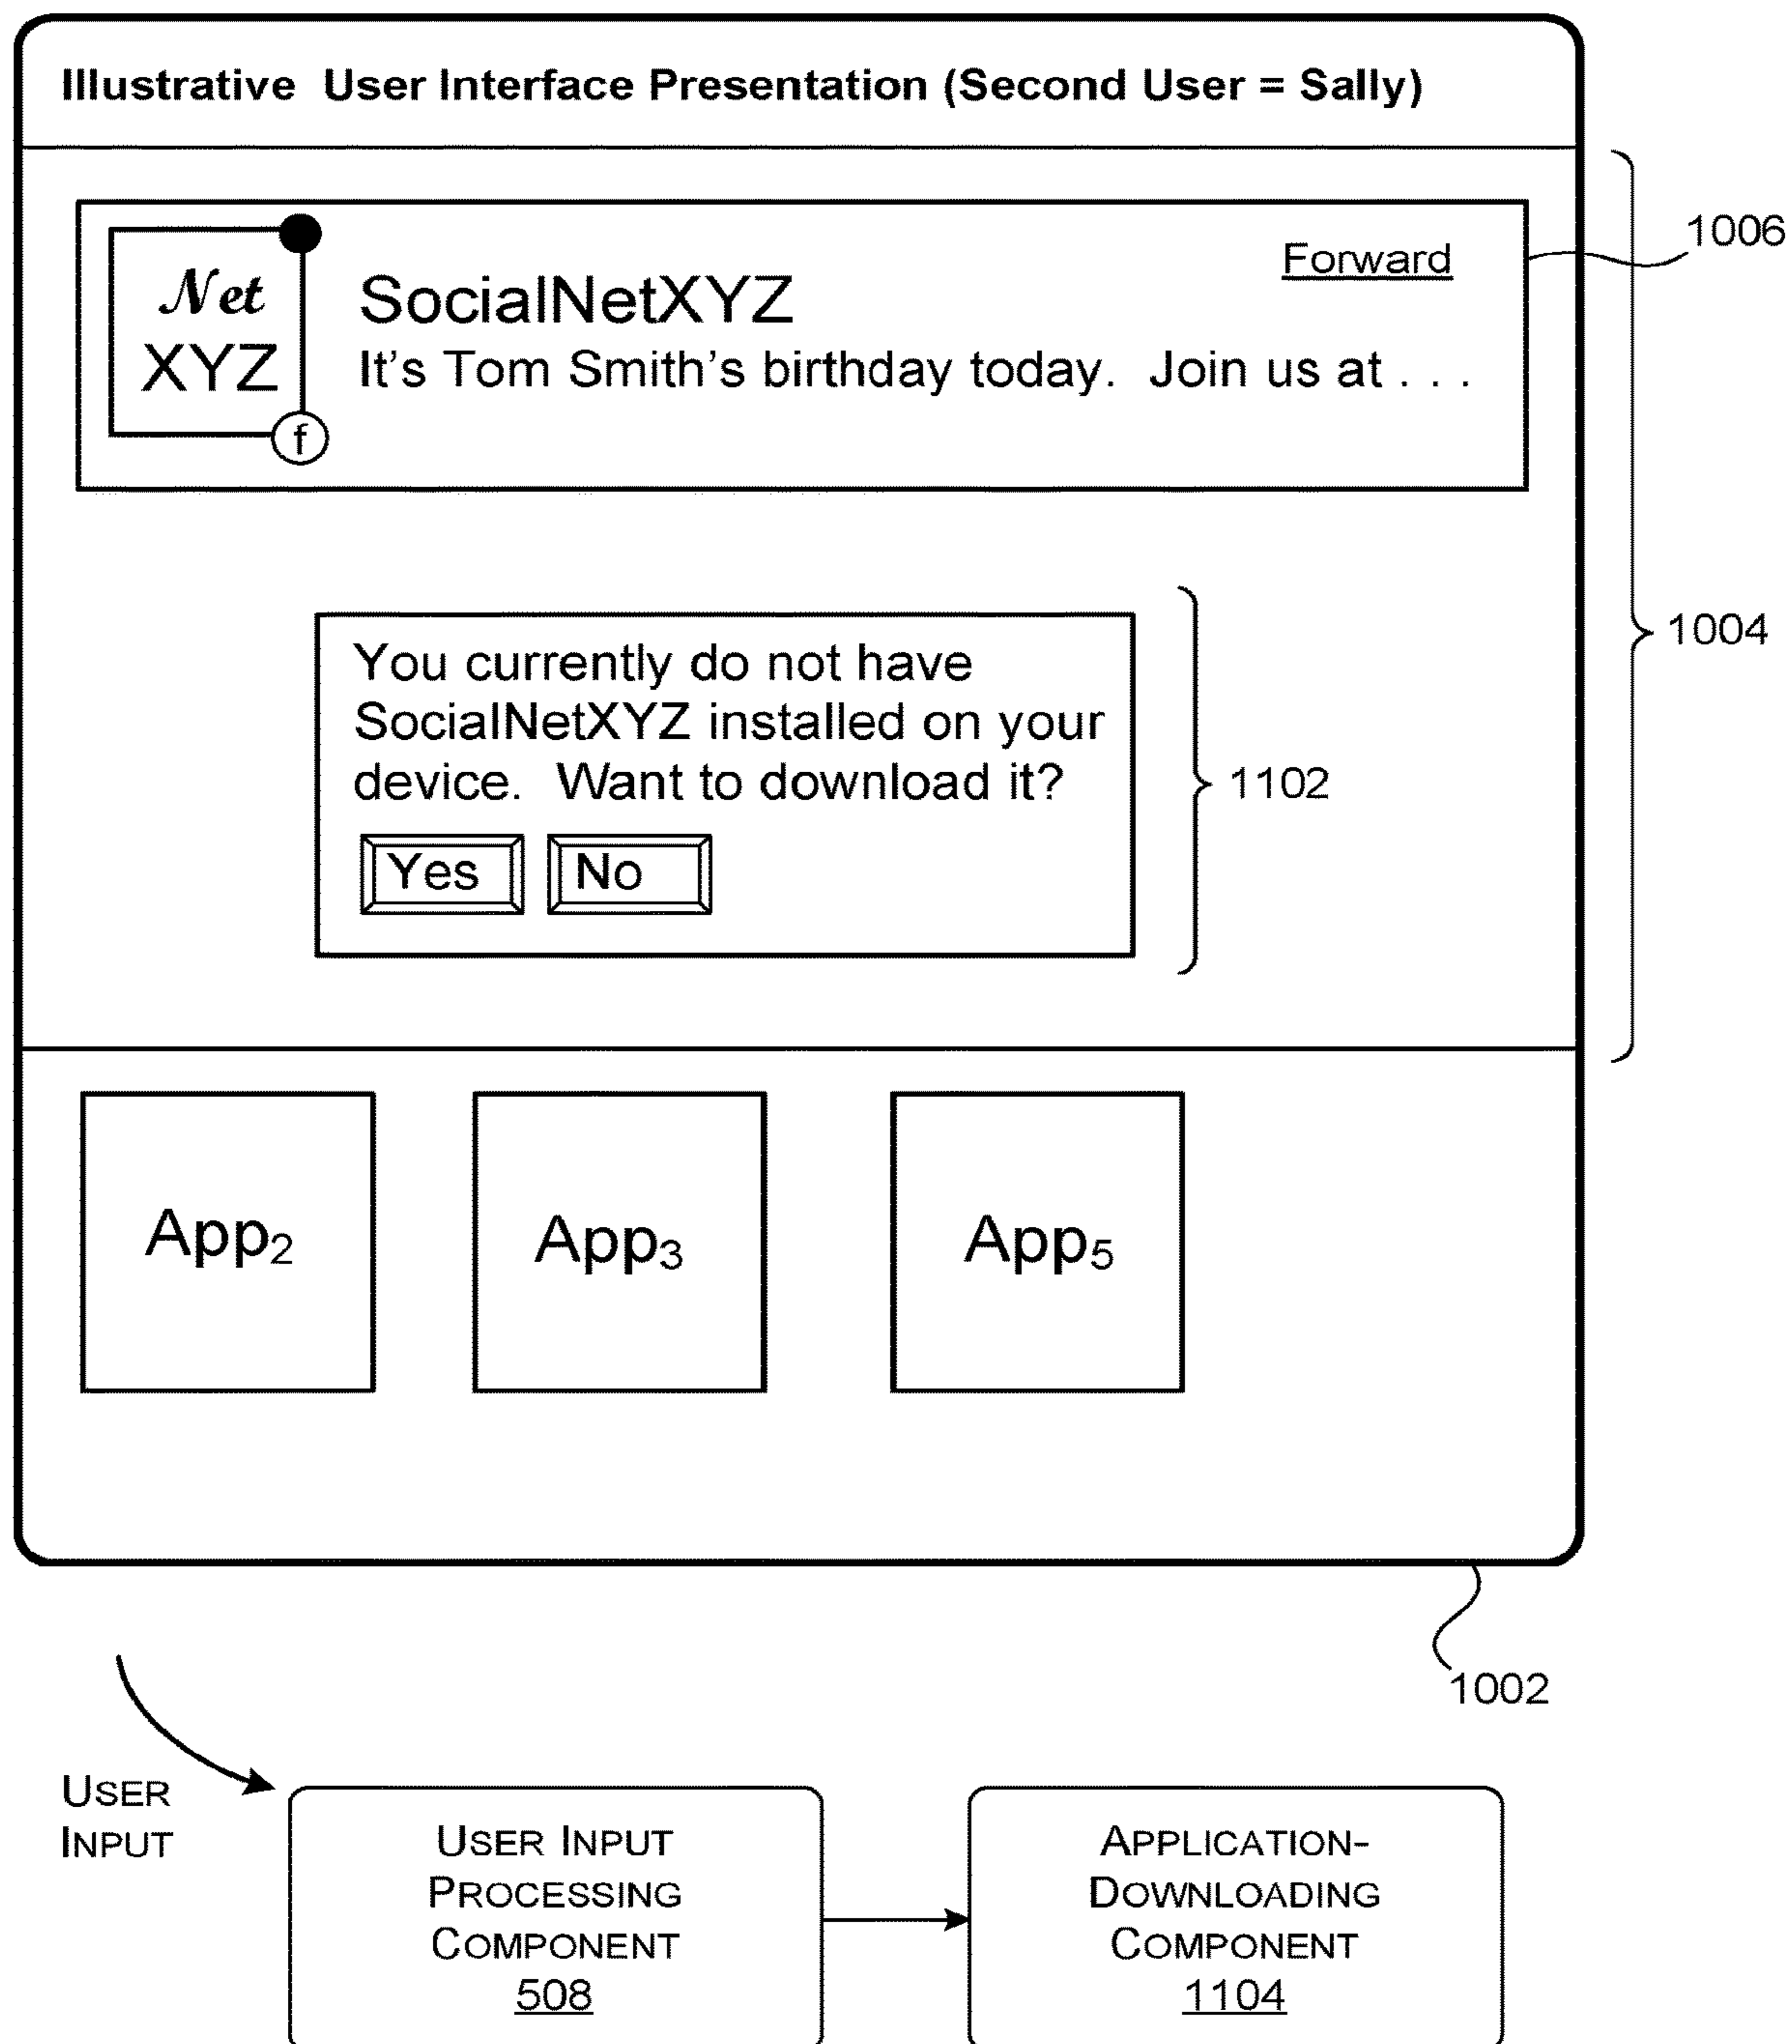 Illustrative User Interface Presentation (Second User = Sally)
Forward
1006
Net
XYZ
f
SocialNetXYZ
It's Tom Smith's birthday today. Join us at . . .
You currently do not have
SocialNetXYZ installed on your
device. Want to download it?
Yes No
1102
1004
App2
App3
App5
1002
USER
INPUT
USER INPUT
PROCESSING
COMPONENT
508
APPLICATION-
DOWNLOADING
COMPONENT
1104